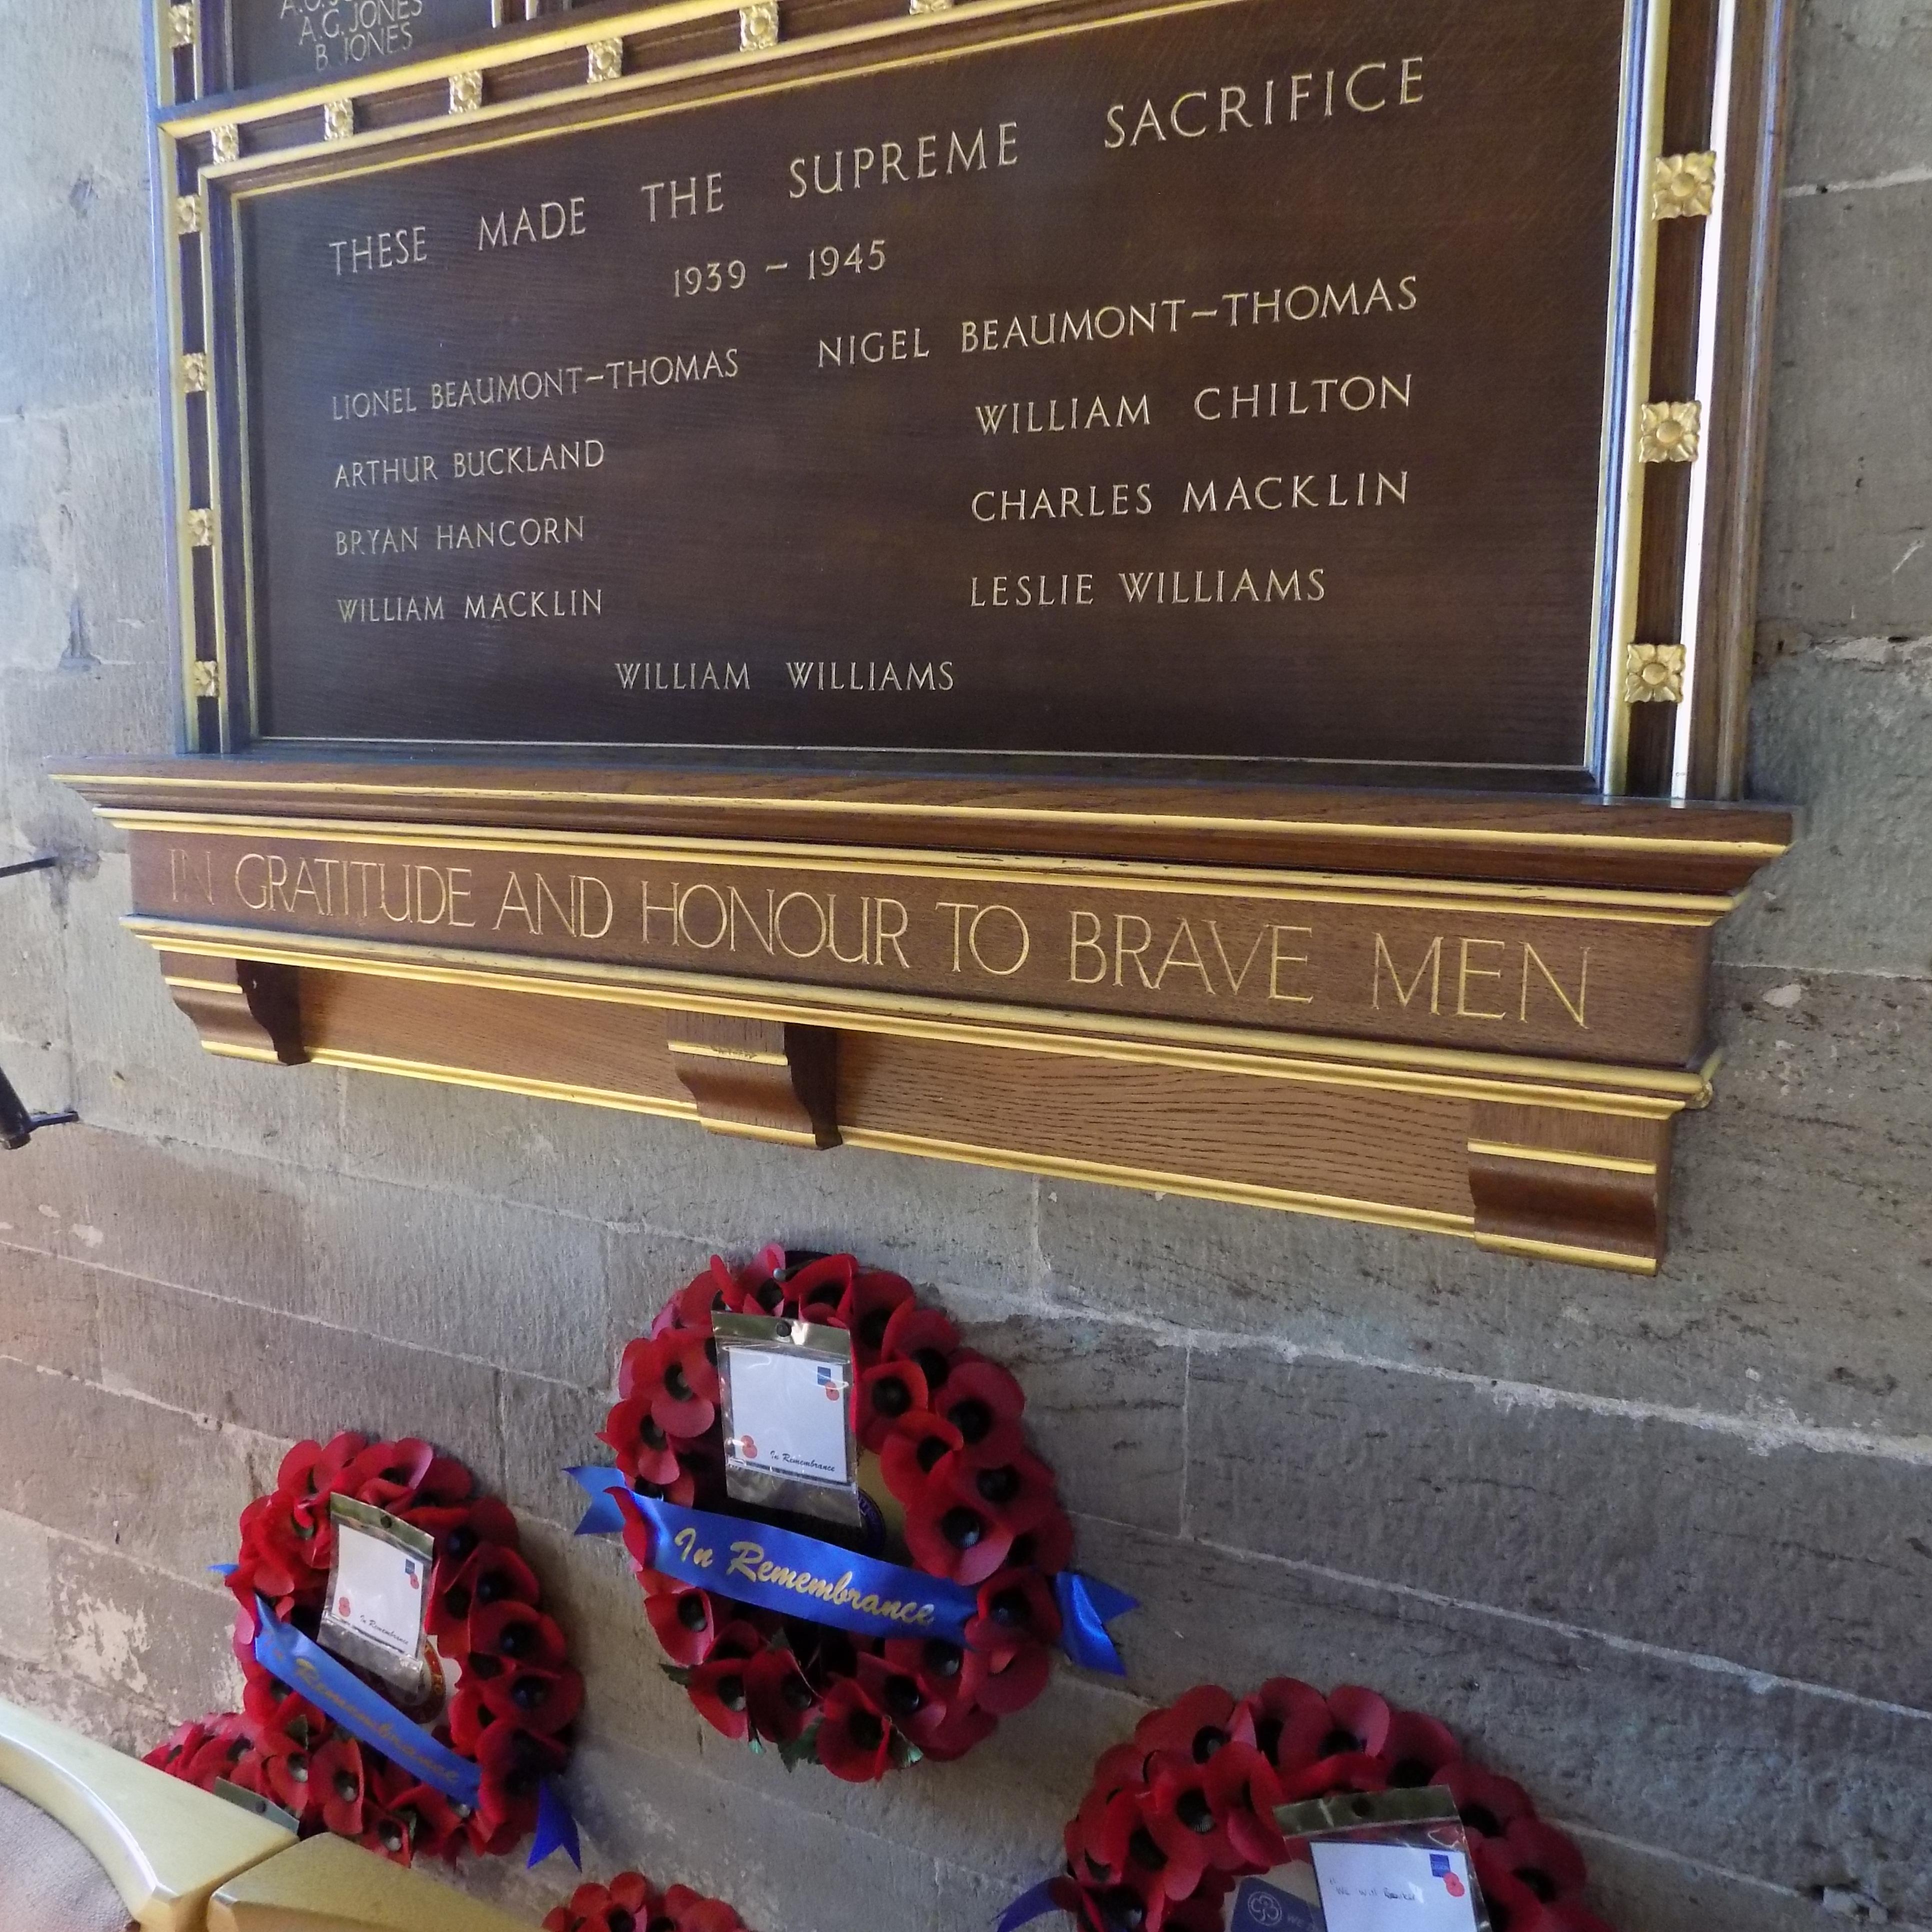 A.G. JONES
B. JONES
THESE MADE THE SUPREME SACRIFICE
1939 – 1945
LIONEL BEAUMONT–THOMAS NIGEL BEAUMONT–THOMAS
ARTHUR BUCKLAND WILLIAM CHILTON
BRYAN HANCORN CHARLES MACKLIN
WILLIAM MACKLIN LESLIE WILLIAMS
WILLIAM WILLIAMS
IN GRATITUDE AND HONOUR TO BRAVE MEN
In Remembrance
In Remembrance
In Remembrance
Remembrance
We will